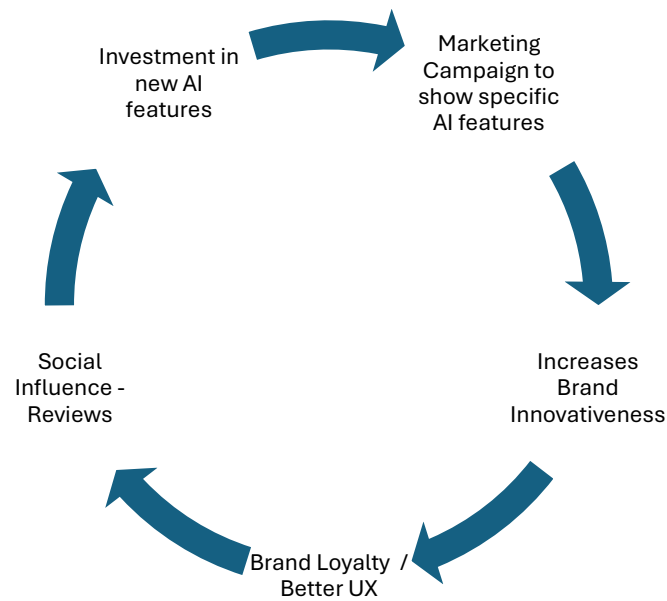 Investment in
new AI
features
Marketing
Campaign to
show specific
AI features
Increases
Brand
Innovativeness
Brand Loyalty /
Better UX
Social
Influence -
Reviews